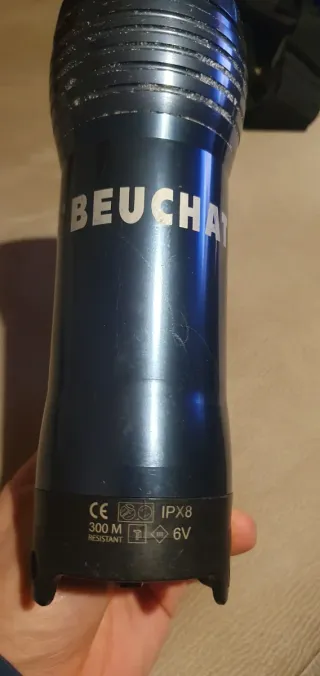 BEUCHAT
CE IPX8
300 M 6V
RESISTANT